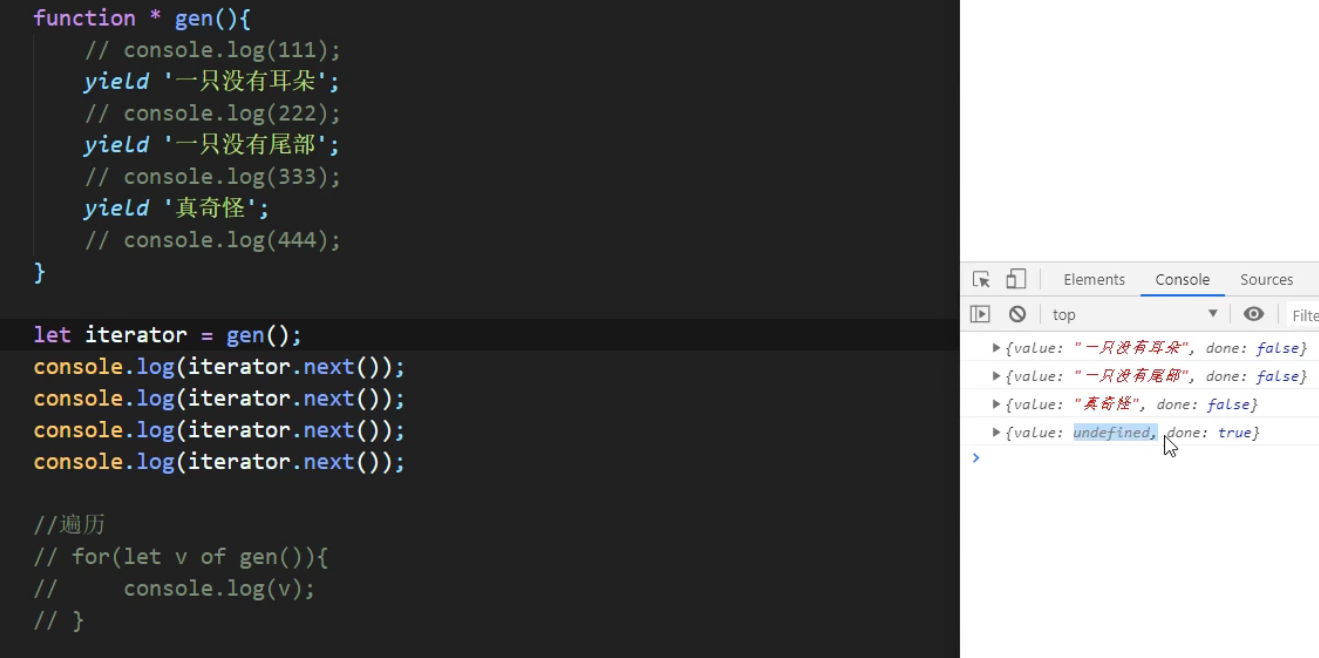 function * gen(){
    // console.log(111);
    yield '一只没有耳朵';
    // console.log(222);
    yield '一只没有尾部';
    // console.log(333);
    yield '真奇怪';
    // console.log(444);
}
let iterator = gen();
console.log(iterator.next());
console.log(iterator.next());
console.log(iterator.next());
console.log(iterator.next());
//遍历
// for(let v of gen()){
//     console.log(v);
// }
Elements Console Sources
top Filte
{value: "一只没有耳朵", done: false}
{value: "一只没有尾部", done: false}
{value: "真奇怪", done: false}
{value: undefined, done: true}